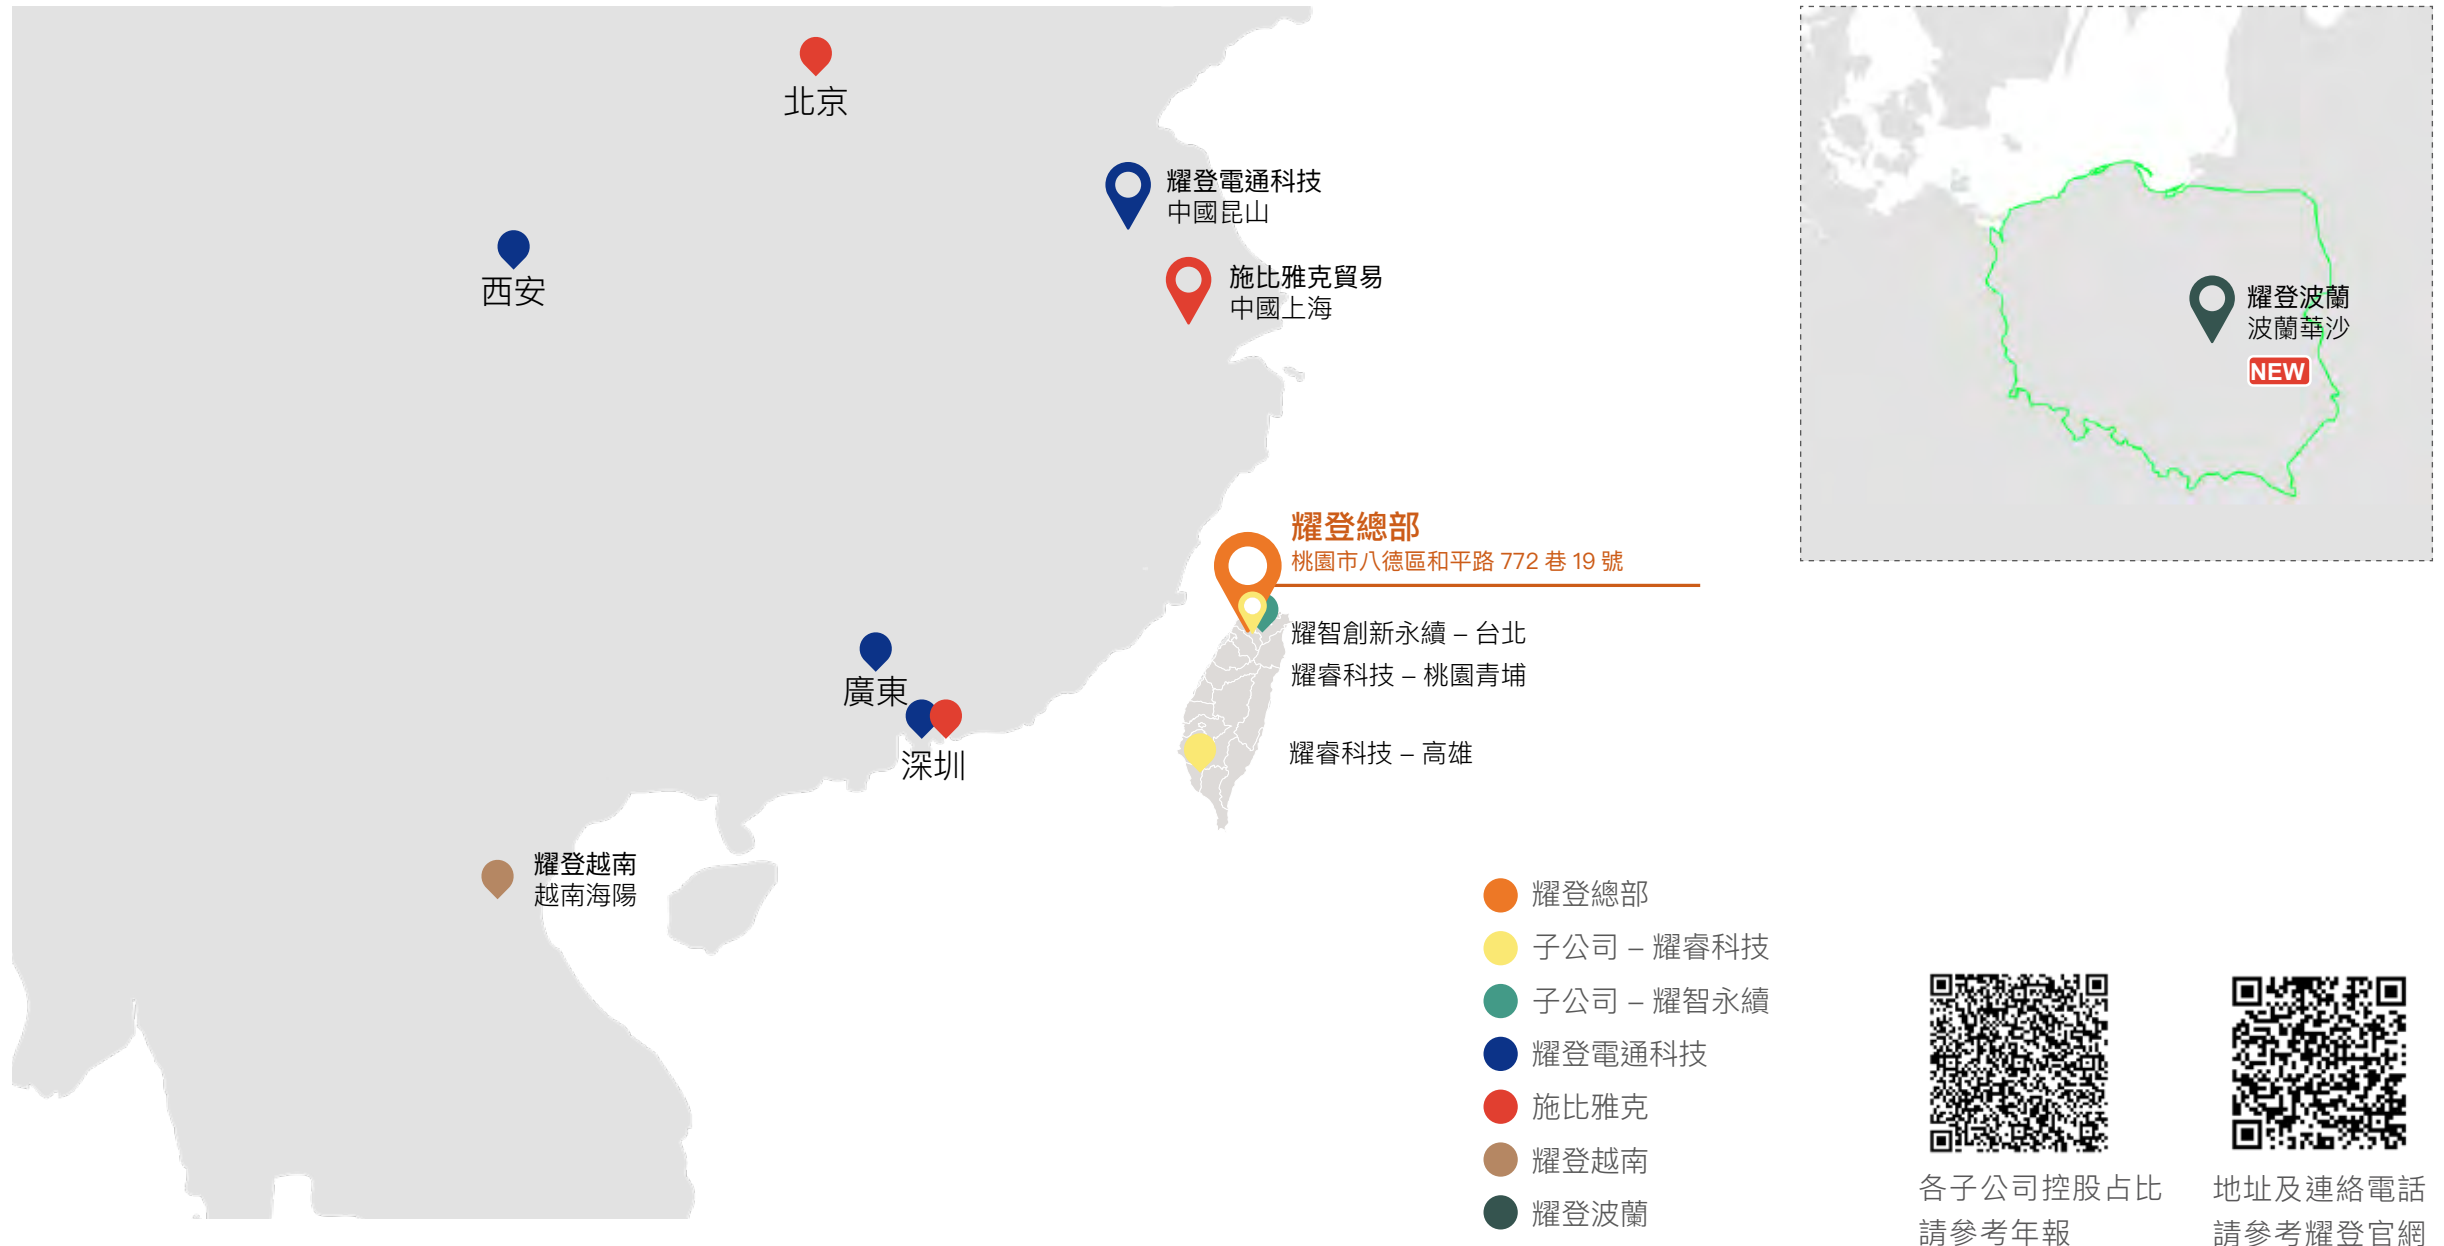 北京
耀登電通科技
中國昆山
西安
施比雅克貿易
中國上海
耀登波蘭
波蘭華沙
NEW
耀登總部
桃園市八德區和平路 772 巷 19 號
耀智創新永續 – 台北
耀睿科技 – 桃園青埔
廣東
深圳
耀睿科技 – 高雄
耀登越南
越南海陽
耀登總部
子公司 – 耀睿科技
子公司 – 耀智永續
耀登電通科技
施比雅克
耀登越南
耀登波蘭
各子公司控股占比
請參考年報
地址及連絡電話
請參考耀登官網